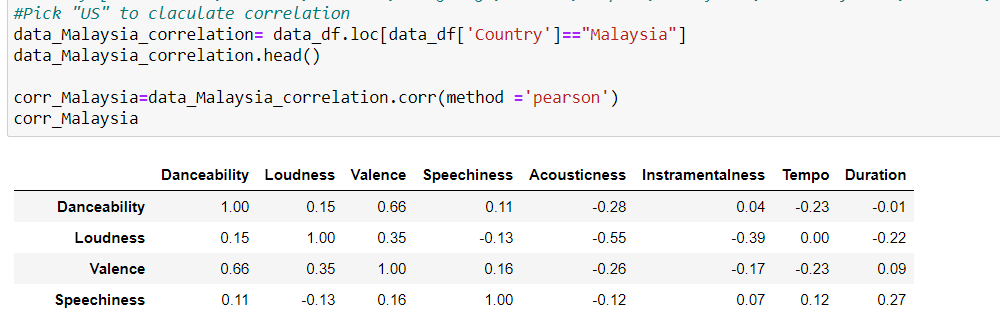 #Pick "US" to claculate correlation
data_Malaysia_correlation= data_df.loc[data_df['Country']=="Malaysia"]
data_Malaysia_correlation.head()
corr_Malaysia=data_Malaysia_correlation.corr(method ='pearson')
corr_Malaysia
Danceability Loudness Valence Speechiness Acousticness Instramentalness Tempo Duration
Danceability 1.00 0.15 0.66 0.11 -0.28 0.04 -0.23 -0.01
Loudness 0.15 1.00 0.35 -0.13 -0.55 -0.39 0.00 -0.22
Valence 0.66 0.35 1.00 0.16 -0.26 -0.17 -0.23 0.09
Speechiness 0.11 -0.13 0.16 1.00 -0.12 0.07 0.12 0.27